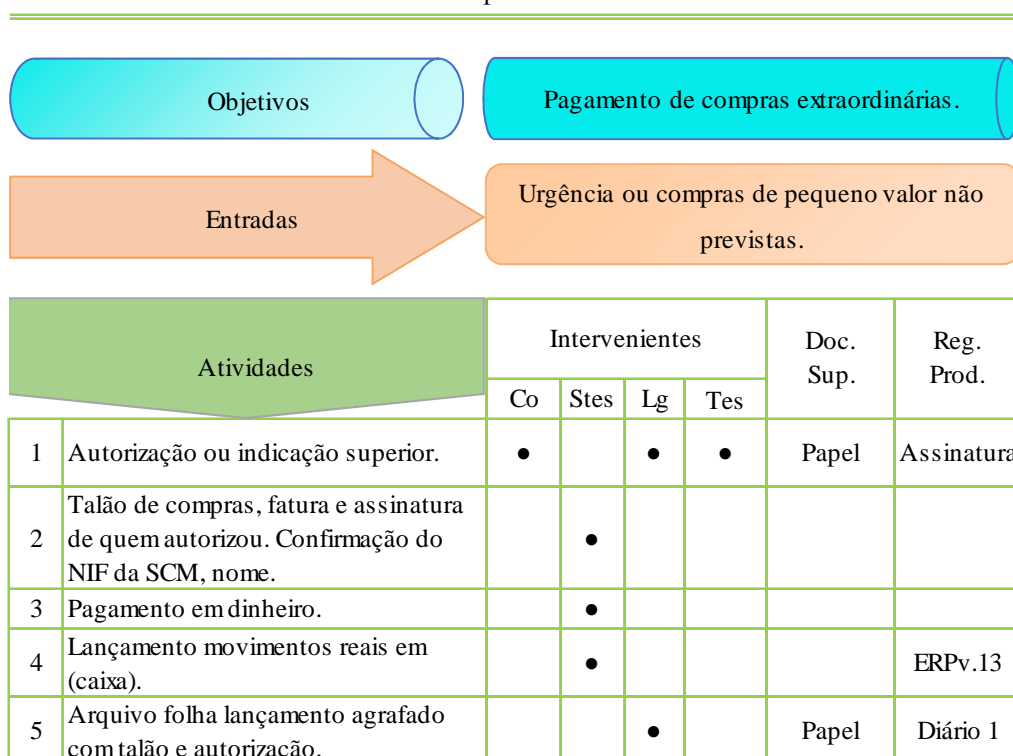 Objetivos
Pagamento de compras extraordinárias.
Entradas
Urgência ou compras de pequeno valor não
previstas.
Atividades
Intervenientes
Doc.
Sup.
Reg.
Prod.
Co Stes Lg Tes
1 Autorização ou indicação superior. ● ● ● Papel Assinatura
2 Talão de compras, fatura e assinatura
de quem autorizou. Confirmação do
NIF da SCM, nome. ●
3 Pagamento em dinheiro. ●
4 Lançamento movimentos reais em
(caixa). ● ERPv.13
5 Arquivo folha lançamento agrafado
com talão e autorização. ● Papel Diário 1